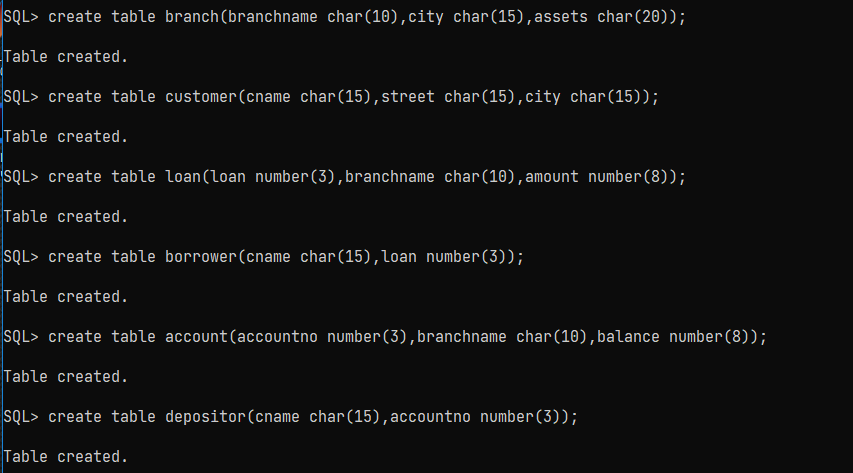 SQL> create table branch(branchname char(10),city char(15),assets char(20));
Table created.
SQL> create table customer(cname char(15),street char(15),city char(15));
Table created.
SQL> create table loan(loan number(3),branchname char(10),amount number(8));
Table created.
SQL> create table borrower(cname char(15),loan number(3));
Table created.
SQL> create table account(accountno number(3),branchname char(10),balance number(8));
Table created.
SQL> create table depositor(cname char(15),accountno number(3));
Table created.